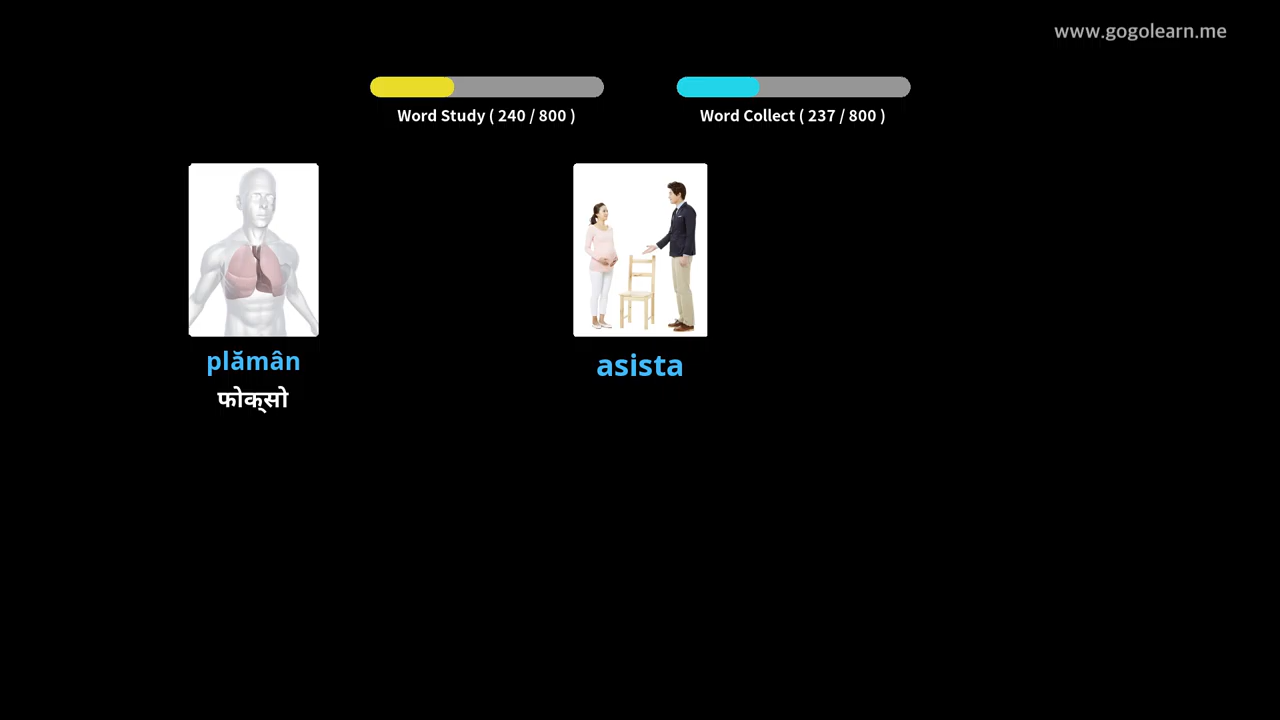 www.gogolearn.me
Word Study ( 240 / 800 )
Word Collect ( 237 / 800 )
plămân
फोक्सो
asista